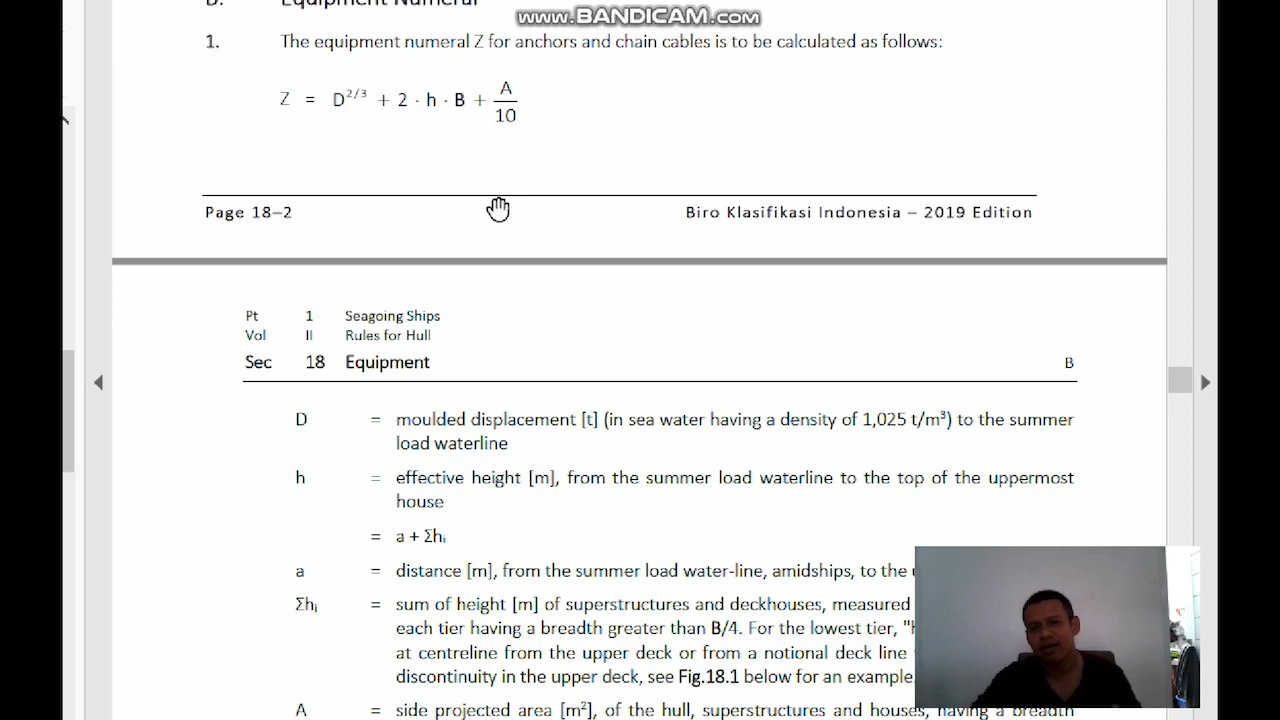 www.BANDICAM.com
B. Equipment Numeral
1. The equipment numeral Z for anchors and chain cables is to be calculated as follows:
Z = D^2/3 + 2 · h · B + A/10
Page 18–2 Biro Klasifikasi Indonesia – 2019 Edition
Pt 1 Seagoing Ships
Vol II Rules for Hull
Sec 18 Equipment B
D = moulded displacement [t] (in sea water having a density of 1,025 t/m³) to the summer
load waterline
h = effective height [m], from the summer load waterline to the top of the uppermost
house
= a + Σhᵢ
a = distance [m], from the summer load water-line, amidships, to the
Σhᵢ = sum of height [m] of superstructures and deckhouses, measured
each tier having a breadth greater than B/4. For the lowest tier,
at centreline from the upper deck or from a notional deck line
discontinuity in the upper deck, see Fig.18.1 below for an example
A = side projected area [m²], of the hull, superstructures and houses, having a breadth